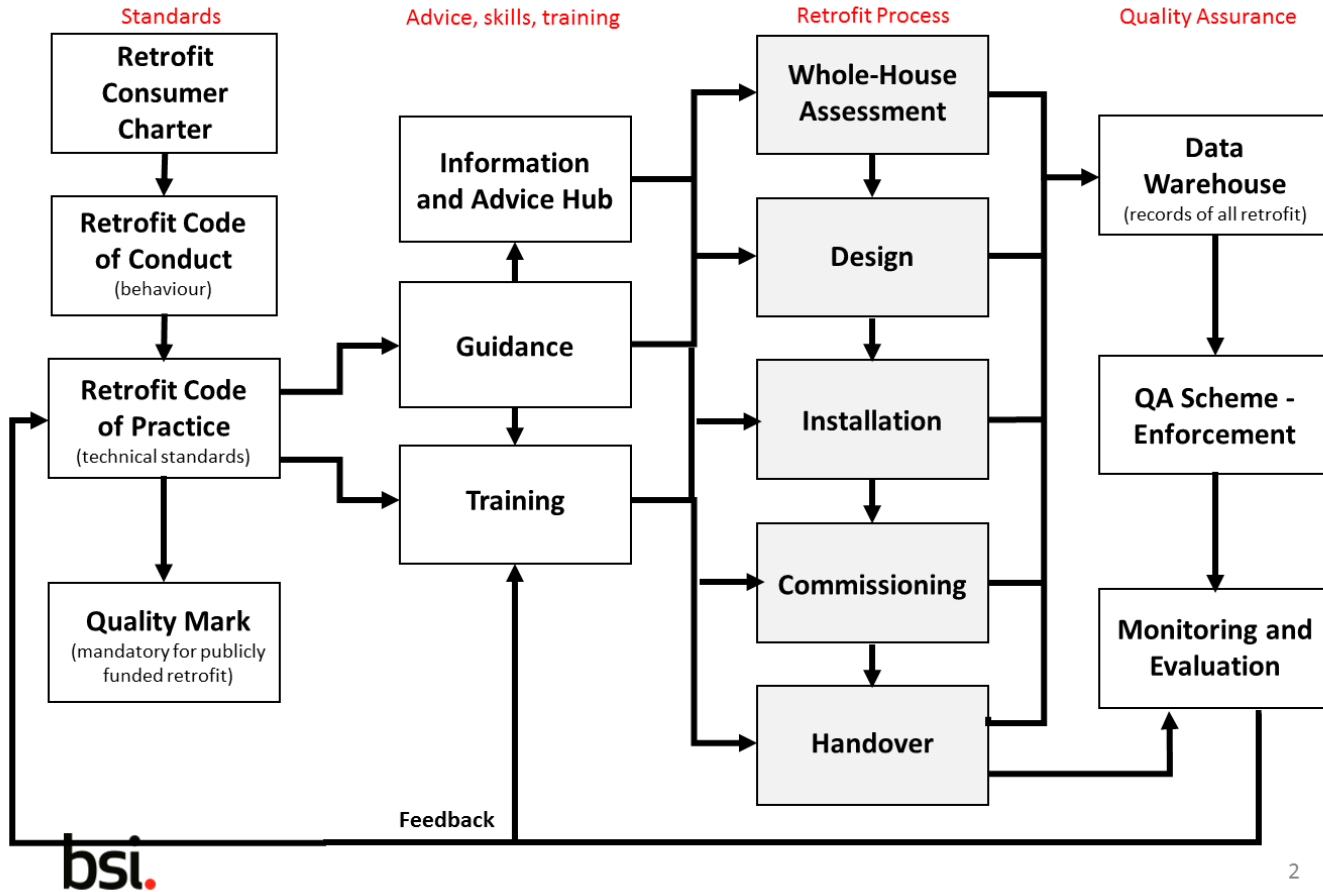 Standards
Retrofit
Consumer
Charter
Retrofit Code
of Conduct
(behaviour)
Retrofit Code
of Practice
(technical standards)
Quality Mark
(mandatory for publicly
funded retrofit)
Advice, skills, training
Information
and Advice Hub
Guidance
Training
Retrofit Process
Whole-House
Assessment
Design
Installation
Commissioning
Handover
Quality Assurance
Data
Warehouse
(records of all retrofit)
QA Scheme -
Enforcement
Monitoring and
Evaluation
Feedback
bsi.
2